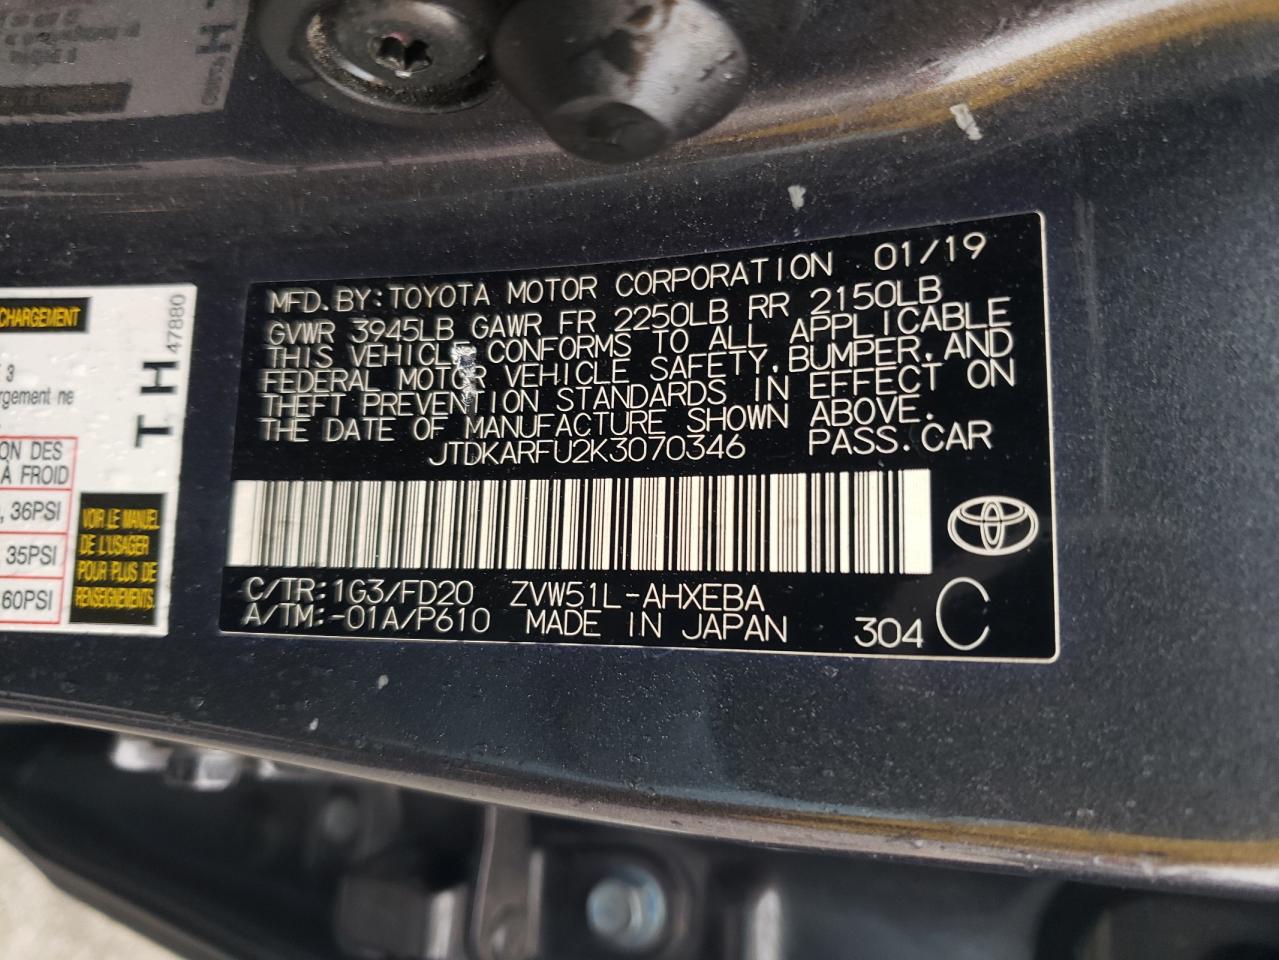 CHARGEMENT
3
rgement ne
ON DES
À FROID
, 36PSI
35PSI
60PSI
VOIR LE MANUEL
DE L'USAGER
POUR PLUS DE
RENSEIGNEMENTS.
T H
47880
MFD.BY:TOYOTA MOTOR CORPORATION 01/19
GVWR 3945LB GAWR FR 2250LB RR 2150LB
THIS VEHICLE CONFORMS TO ALL APPLICABLE
FEDERAL MOTOR VEHICLE SAFETY,BUMPER,AND
THEFT PREVENTION STANDARDS IN EFFECT ON
THE DATE OF MANUFACTURE SHOWN ABOVE.
JTDKARFU2K3070346 PASS.CAR
C/TR:1G3/FD20 ZVW51L-AHXEBA
A/TM:-01A/P610 MADE IN JAPAN 304 C